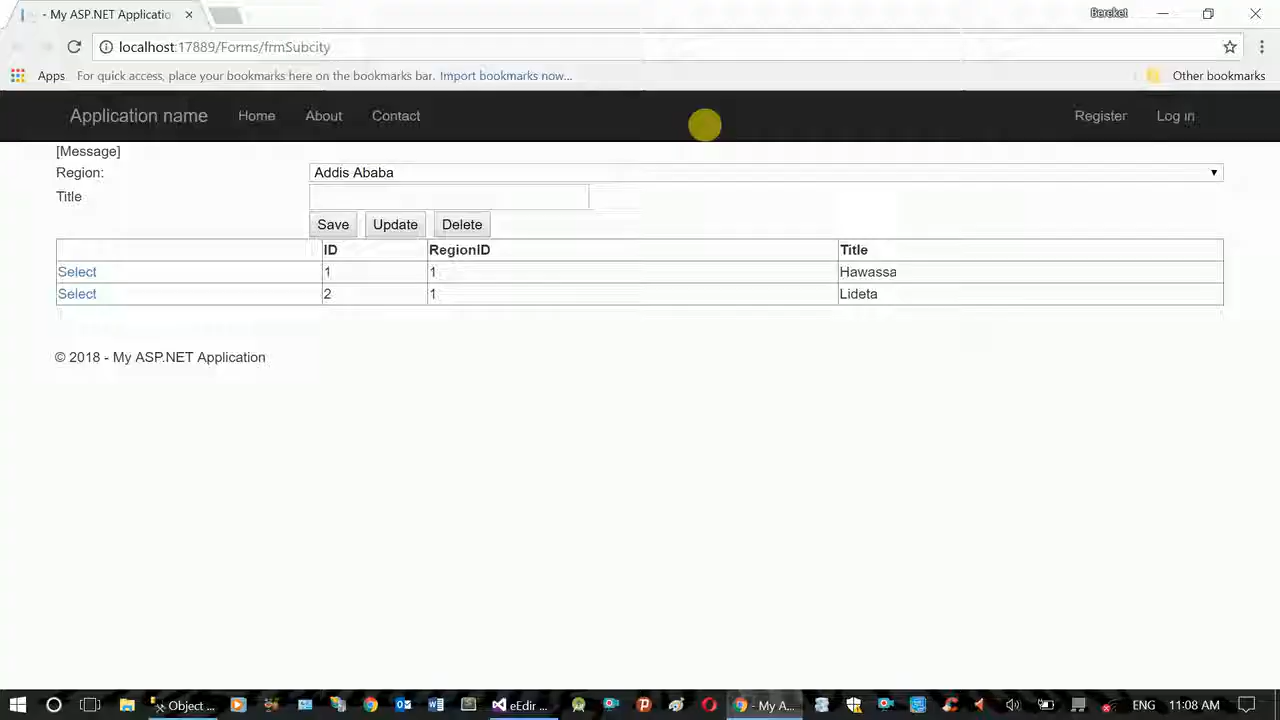 - My ASP.NET Applicatio
Bereket
localhost:17889/Forms/frmSubcity
Apps For quick access, place your bookmarks here on the bookmarks bar. Import bookmarks now... Other bookmarks
Application name Home About Contact Register Log in
[Message]
Region: Addis Ababa
Title
Save Update Delete
ID RegionID Title
Select 1 1 Hawassa
Select 2 1 Lideta
© 2018 - My ASP.NET Application
Object ... eEdir ... - My A... ENG 11:08 AM